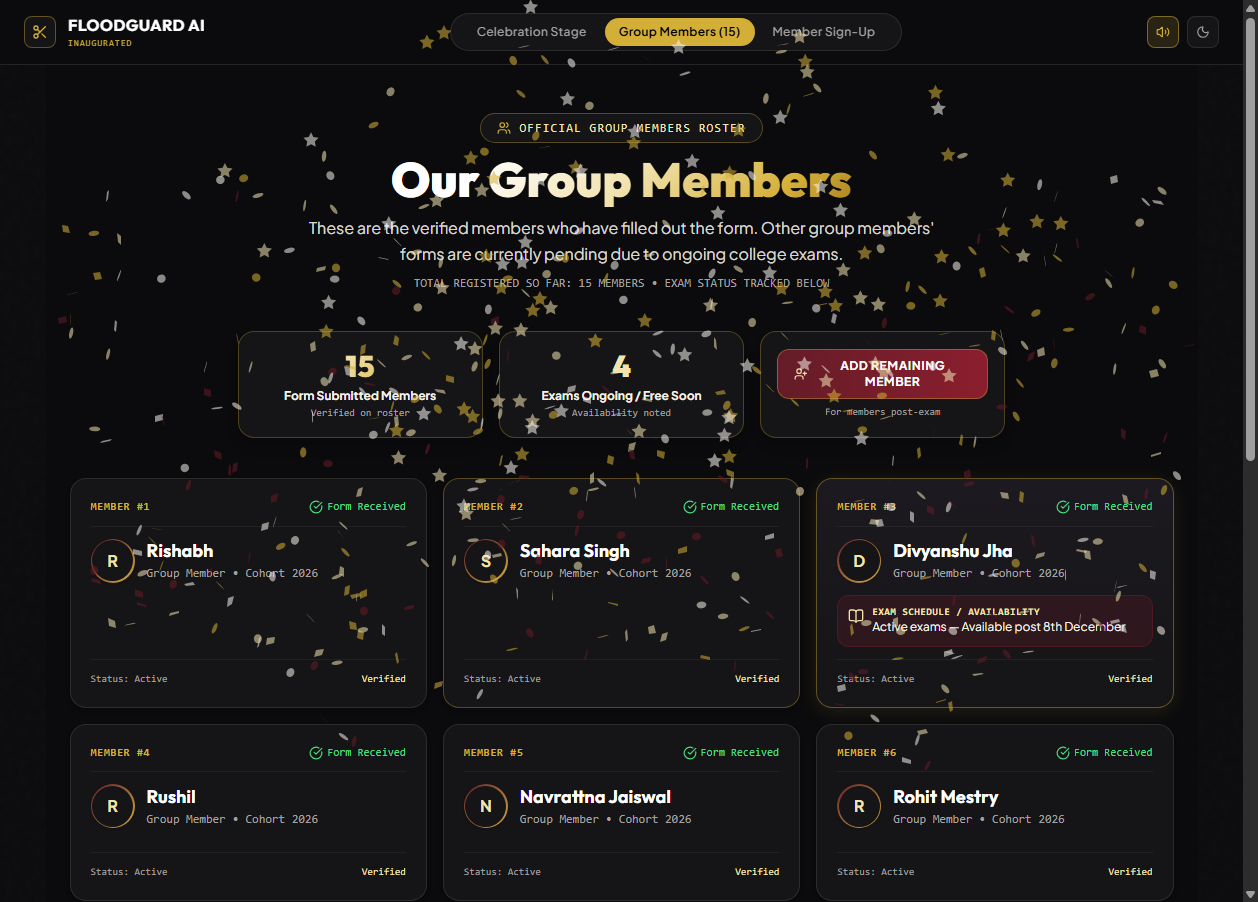 FLOODGUARD AI
INAUGURATED
Celebration Stage
Group Members (15)
Member Sign-Up
OFFICIAL GROUP MEMBERS ROSTER
Our Group Members
These are the verified members who have filled out the form. Other group members'
forms are currently pending due to ongoing college exams.
TOTAL REGISTERED SO FAR: 15 MEMBERS • EXAM STATUS TRACKED BELOW
15
Form Submitted Members
Verified on roster
4
Exams Ongoing / Free Soon
Availability noted
ADD REMAINING
MEMBER
For members post-exam
MEMBER #1
Form Received
R
Rishabh
Group Member • Cohort 2026
Status: Active
Verified
MEMBER #2
Form Received
S
Sahara Singh
Group Member • Cohort 2026
Status: Active
Verified
MEMBER #3
Form Received
D
Divyanshu Jha
Group Member • Cohort 2026
EXAM SCHEDULE / AVAILABILITY
Active exams — Available post 8th December
Status: Active
Verified
MEMBER #4
Form Received
R
Rushil
Group Member • Cohort 2026
Status: Active
Verified
MEMBER #5
Form Received
N
Navrattna Jaiswal
Group Member • Cohort 2026
Status: Active
Verified
MEMBER #6
Form Received
R
Rohit Mestry
Group Member • Cohort 2026
Status: Active
Verified